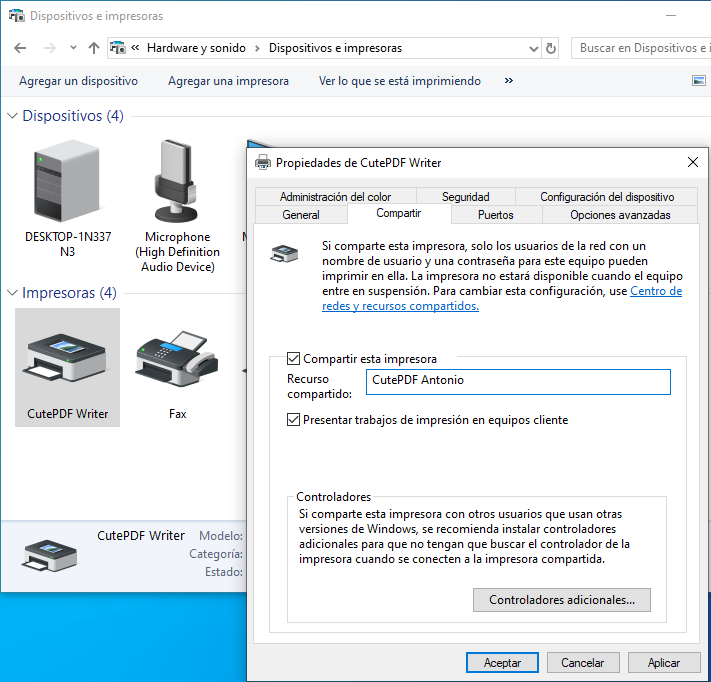 Dispositivos e impresoras
« Hardware y sonido > Dispositivos e impresoras
Buscar en Dispositivos e i
Agregar un dispositivo Agregar una impresora Ver lo que se está imprimiendo »
Dispositivos (4)
DESKTOP-1N337
N3
Microphone
(High Definition
Audio Device)
Impresoras (4)
CutePDF Writer
Fax
CutePDF Writer Modelo:
Categoría:
Estado:
Propiedades de CutePDF Writer
Administración del color Seguridad Configuración del dispositivo
General Compartir Puertos Opciones avanzadas
Si comparte esta impresora, solo los usuarios de la red con un
nombre de usuario y una contraseña para este equipo pueden
imprimir en ella. La impresora no estará disponible cuando el equipo
entre en suspensión. Para cambiar esta configuración, use Centro de
redes y recursos compartidos.
Compartir esta impresora
Recurso
compartido:
CutePDF Antonio
Presentar trabajos de impresión en equipos cliente
Controladores
Si comparte esta impresora con otros usuarios que usan otras
versiones de Windows, se recomienda instalar controladores
adicionales para que no tengan que buscar el controlador de la
impresora cuando se conecten a la impresora compartida.
Controladores adicionales...
Aceptar Cancelar Aplicar